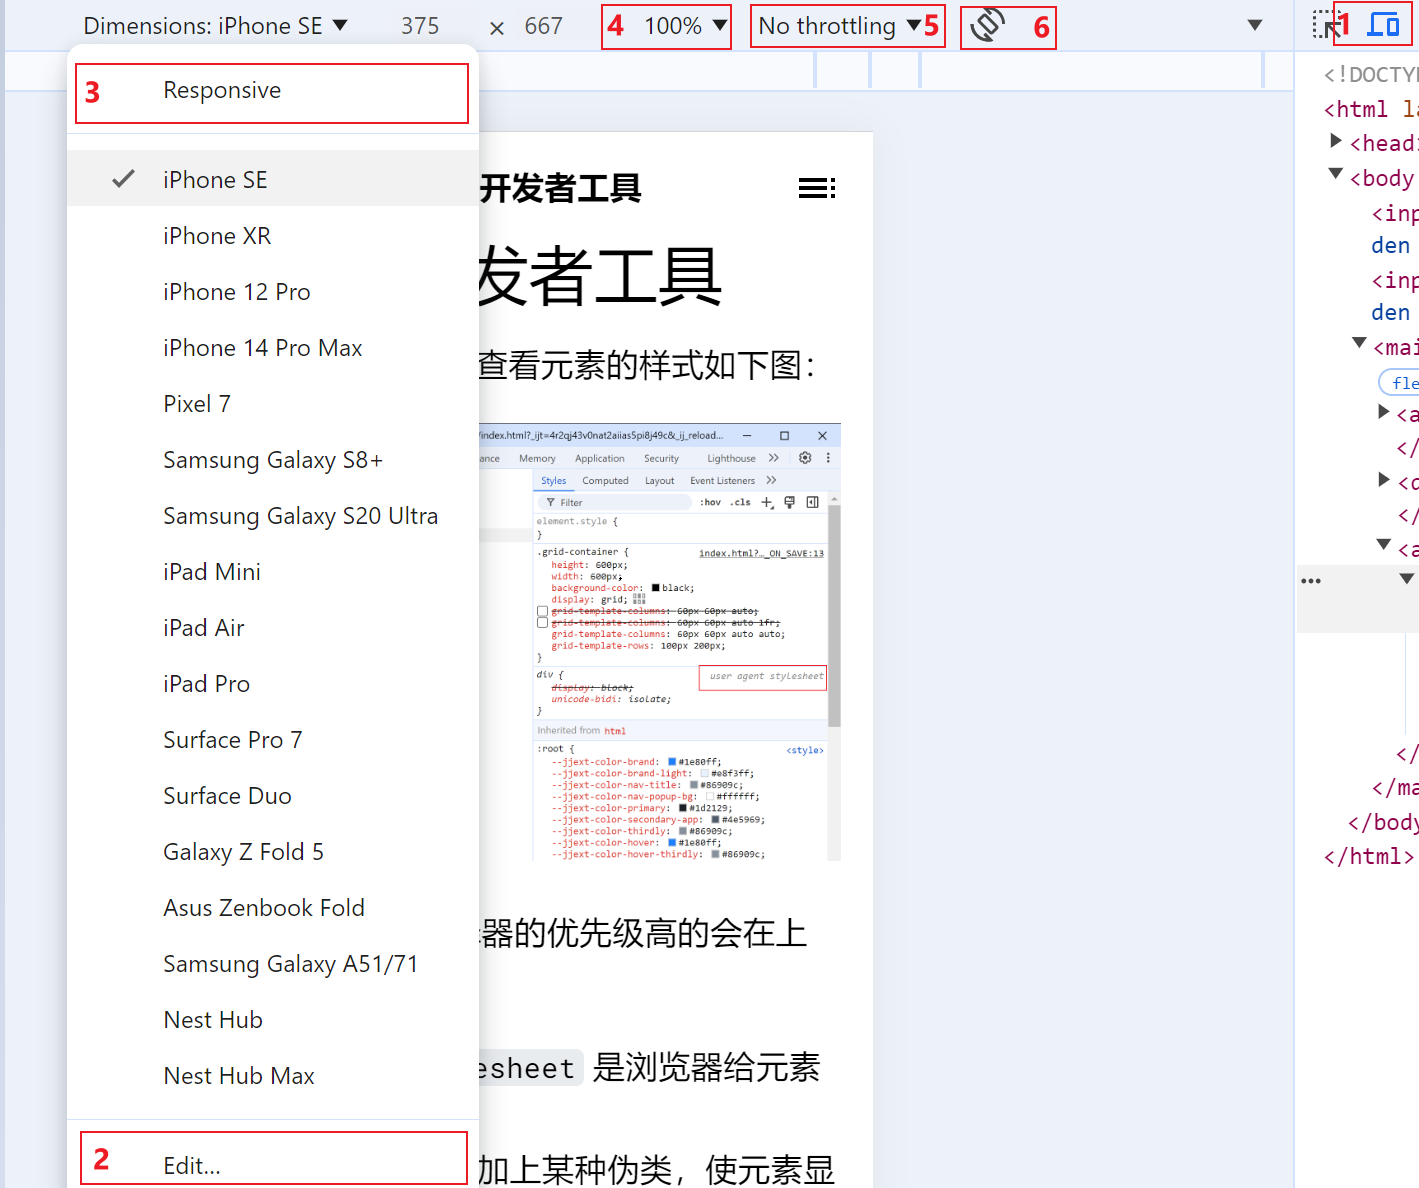 Dimensions: iPhone SE ▼ 375 × 667 4 100% ▼ No throttling ▼ 5 6 ▼ 1
3 Responsive
iPhone SE
iPhone XR
iPhone 12 Pro
iPhone 14 Pro Max
Pixel 7
Samsung Galaxy S8+
Samsung Galaxy S20 Ultra
iPad Mini
iPad Air
iPad Pro
Surface Pro 7
Surface Duo
Galaxy Z Fold 5
Asus Zenbook Fold
Samsung Galaxy A51/71
Nest Hub
Nest Hub Max
2 Edit...
开发者工具
发者工具
查看元素的样式如下图：
/index.html?_ijt=4r2qj43v0nat2aiias5pi8j49c&_ij_reload...
ance Memory Application Security Lighthouse
Styles Computed Layout Event Listeners
Filter :hov .cls
element.style {
}
.grid-container { index.html?…_ON_SAVE:13
height: 600px;
width: 600px;
background-color: black;
display: grid;
grid-template-columns: 60px 60px auto;
grid-template-columns: 60px 60px auto 1fr;
grid-template-columns: 60px 60px auto auto;
grid-template-rows: 100px 200px;
}
div { user agent stylesheet
display: block;
unicode-bidi: isolate;
}
Inherited from html
:root { <style>
--jjext-color-brand: #1e80ff;
--jjext-color-brand-light: #e8f3ff;
--jjext-color-nav-title: #86909c;
--jjext-color-nav-popup-bg: #ffffff;
--jjext-color-primary: #1d2129;
--jjext-color-secondary-app: #4e5969;
--jjext-color-thirdly: #86909c;
--jjext-color-hover: #1e80ff;
--jjext-color-hover-thirdly: #86909c;
器的优先级高的会在上
esheet 是浏览器给元素
加上某种伪类，使元素显
<!DOCTY
<html la
<head
<body
<inp
den
<inp
den
<mai
fle
<a
</
<d
</
<a
...
</
</ma
</body
</html>